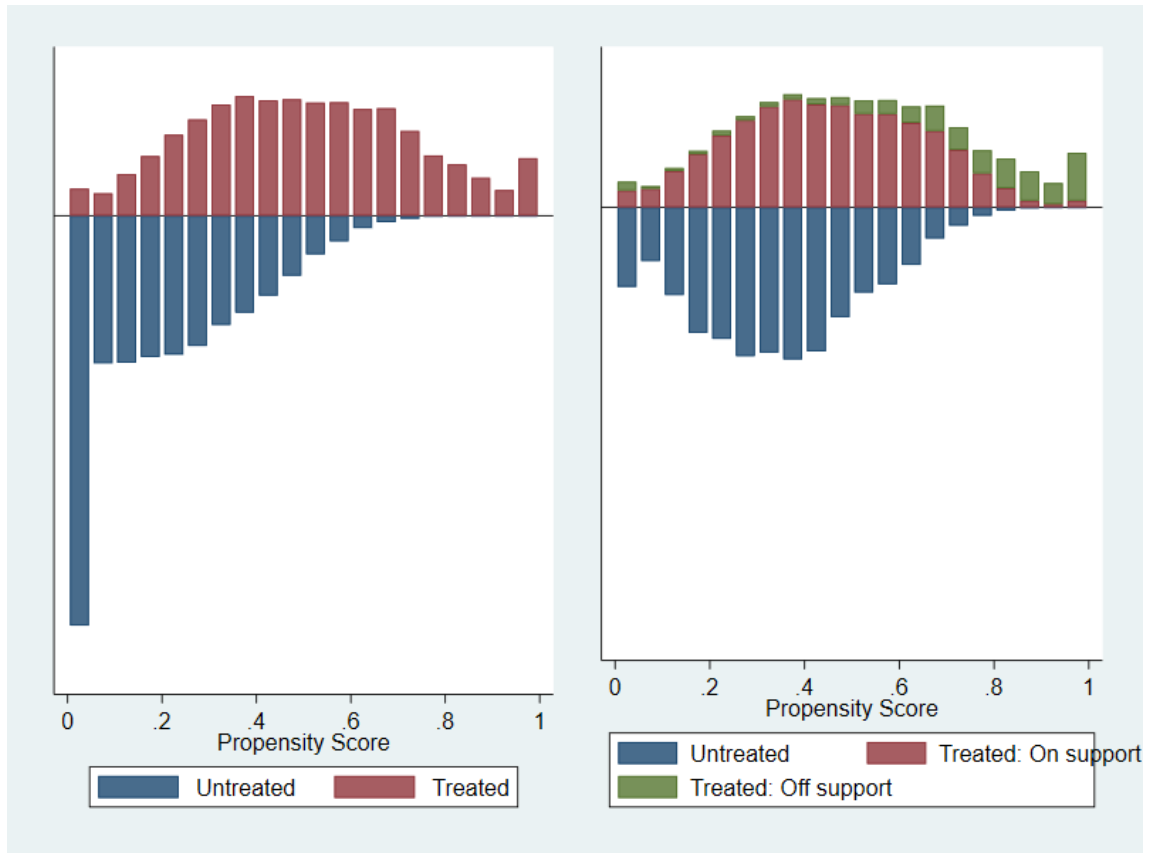 0 .2 .4 .6 .8 1
Propensity Score
Untreated Treated
0 .2 .4 .6 .8 1
Propensity Score
Untreated Treated: On support
Treated: Off support